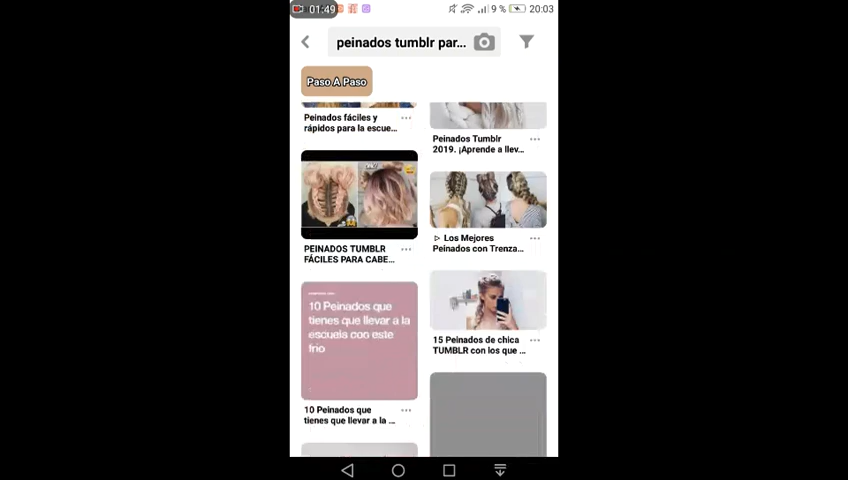 01:49
9 %
20:03
peinados tumblr par...
Paso A Paso
Peinados fáciles y
rápidos para la escue...
Peinados Tumblr
2019. ¡Aprende a llev...
PEINADOS TUMBLR
FÁCILES PARA CABE...
▷ Los Mejores
Peinados con Trenza...
10 Peinados que
tienes que llevar a la
escuela con este
frío
15 Peinados de chica
TUMBLR con los que ...
10 Peinados que
tienes que llevar a la ...